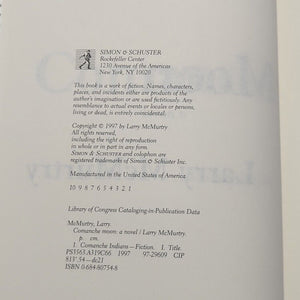 SIMON & SCHUSTER
Rockefeller Center
1230 Avenue of the Americas
New York, NY 10020
This book is a work of fiction. Names, characters,
places, and incidents either are products of the
author's imagination or are used fictitiously. Any
resemblance to actual events or locales or persons,
living or dead, is entirely coincidental.
Copyright © 1997 by Larry McMurtry
All rights reserved,
including the right of reproduction
in whole or in part in any form.
SIMON & SCHUSTER and colophon are
registered trademarks of Simon & Schuster Inc.
Manufactured in the United States of America
10 9 8 7 6 5 4 3 2 1
Library of Congress Cataloging-in-Publication Data
McMurtry, Larry.
Comanche moon: a novel / Larry McMurtry.
p. cm.
1. Comanche Indians—Fiction. I. Title.
PS3563.A319C66 1997 97-29609 CIP
813'.54—dc21
ISBN 0-684-80754-8